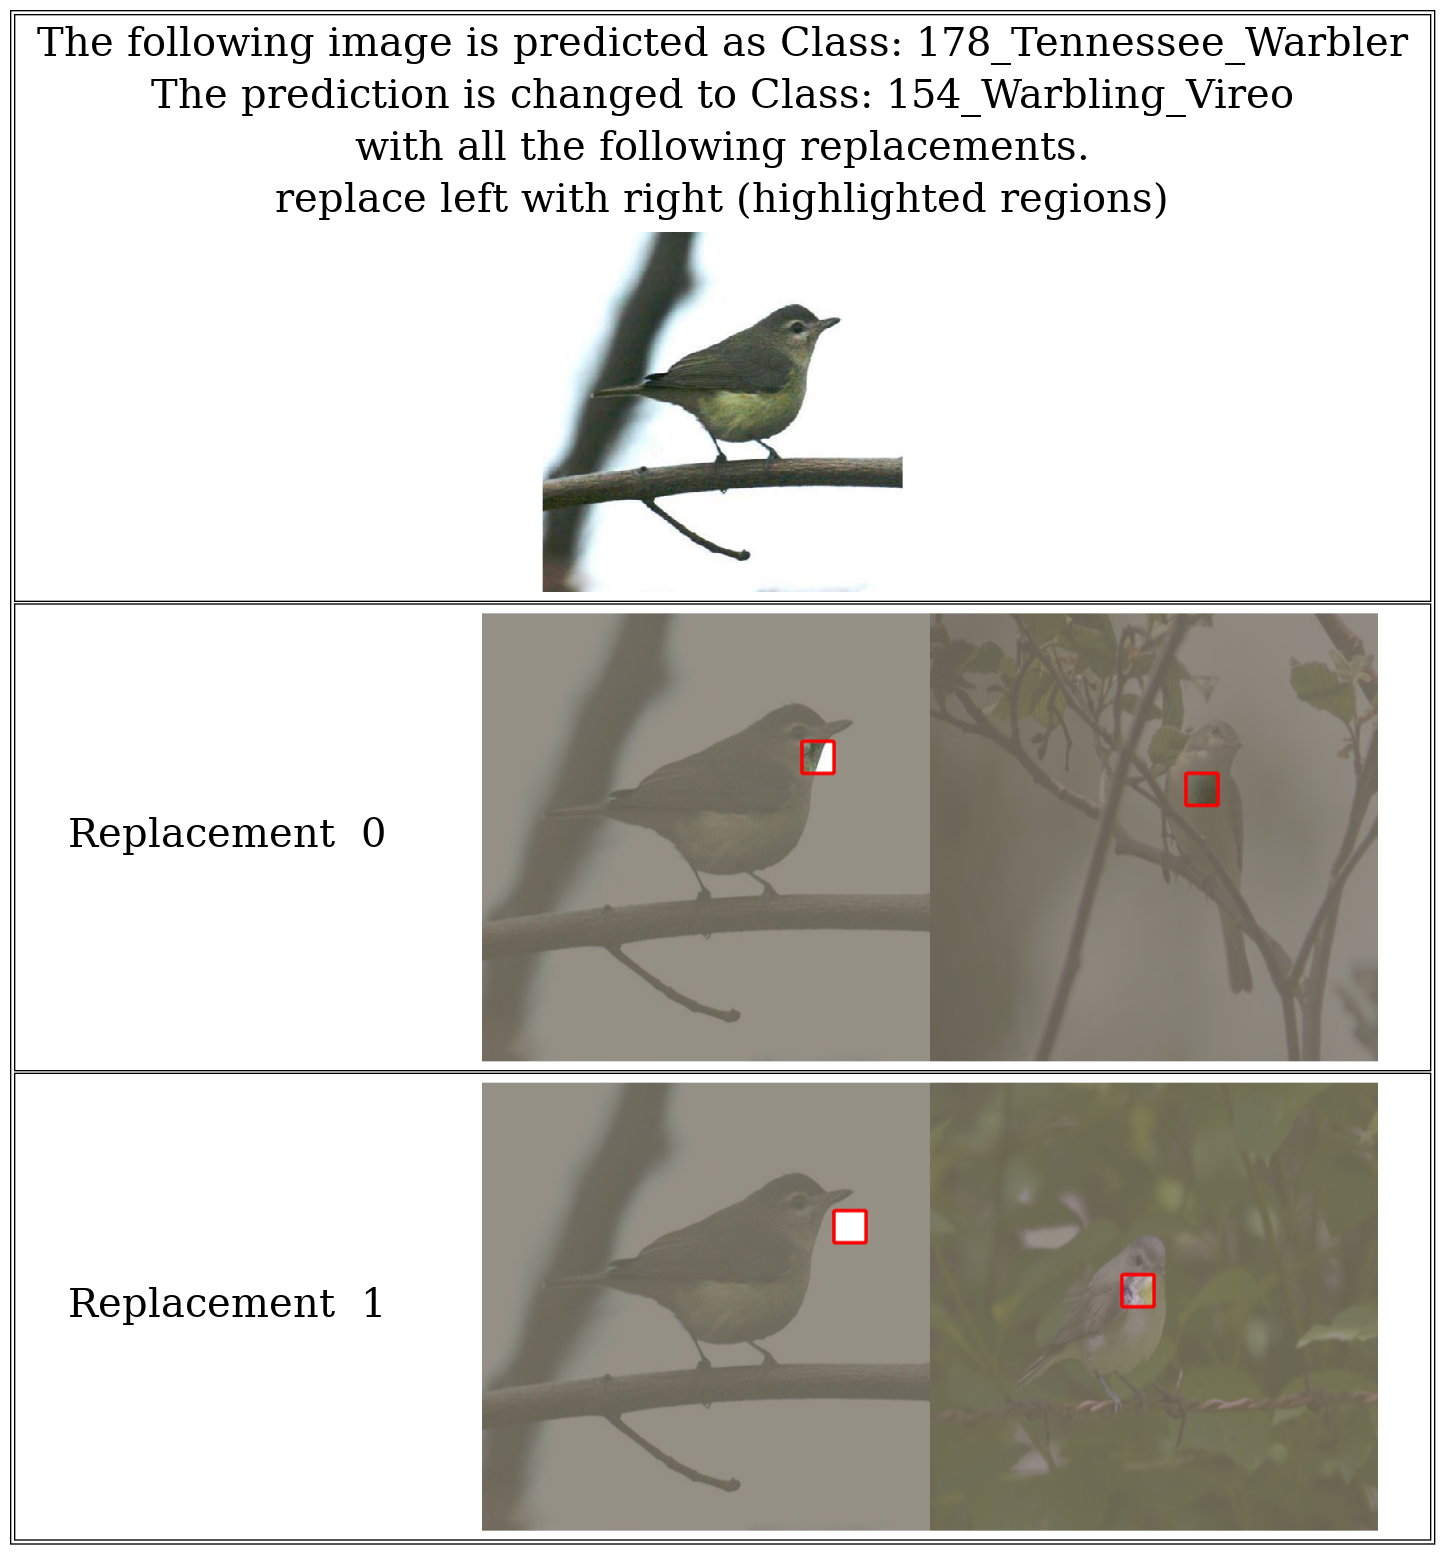 The following image is predicted as Class: 178_Tennessee_Warbler
The prediction is changed to Class: 154_Warbling_Vireo
with all the following replacements.
replace left with right (highlighted regions)
Replacement 0
Replacement 1